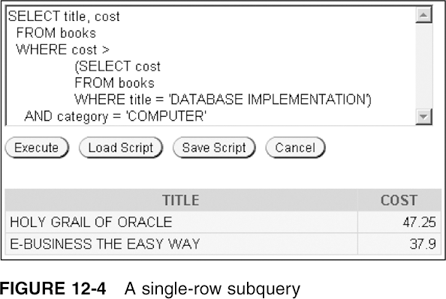 SELECT title, cost
FROM books
WHERE cost >
(SELECT cost
FROM books
WHERE title = 'DATABASE IMPLEMENTATION')
AND category = 'COMPUTER'
Execute Load Script Save Script Cancel
TITLE COST
HOLY GRAIL OF ORACLE 47.25
E-BUSINESS THE EASY WAY 37.9
FIGURE 12-4 A single-row subquery